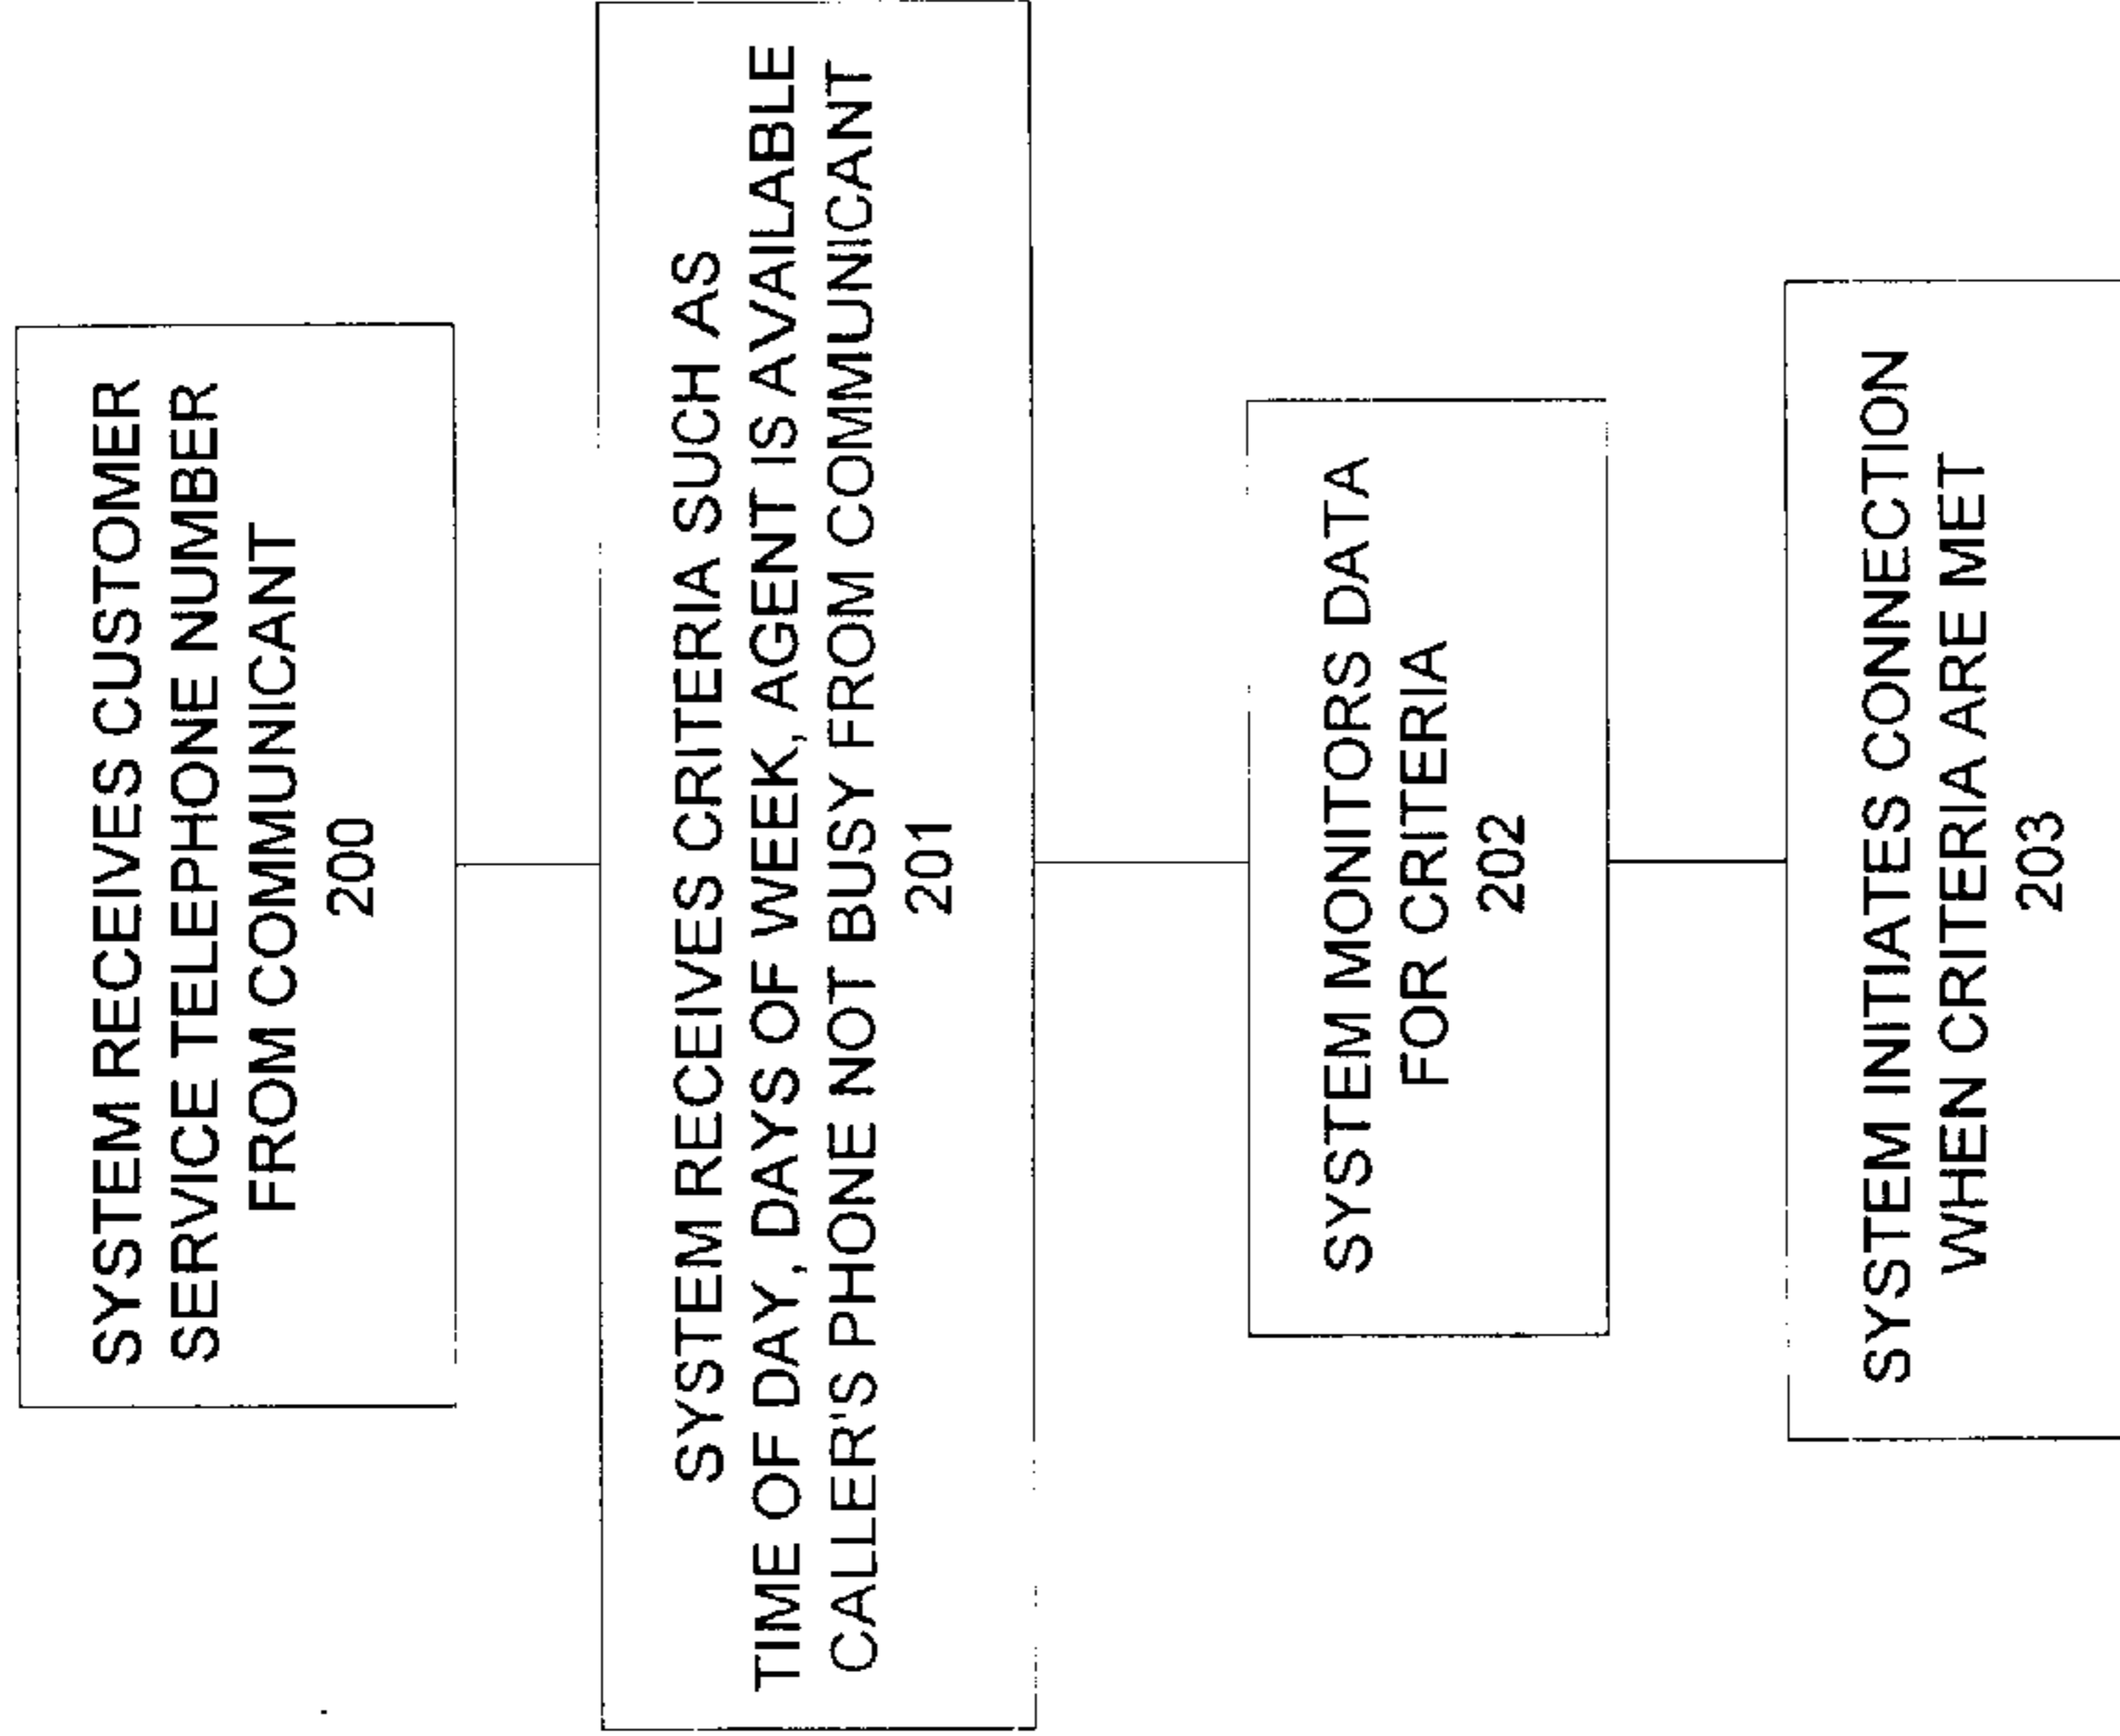 SYSTEM RECEIVES CUSTOMER
SERVICE TELEPHONE NUMBER
FROM COMMUNICANT
200
SYSTEM RECEIVES CRITERIA SUCH AS
TIME OF DAY, DAYS OF WEEK, AGENT IS AVAILABLE
CALLER'S PHONE NOT BUSY FROM COMMUNICANT
201
SYSTEM MONITORS DATA
FOR CRITERIA
202
SYSTEM INITIATES CONNECTION
WHEN CRITERIA ARE MET
203